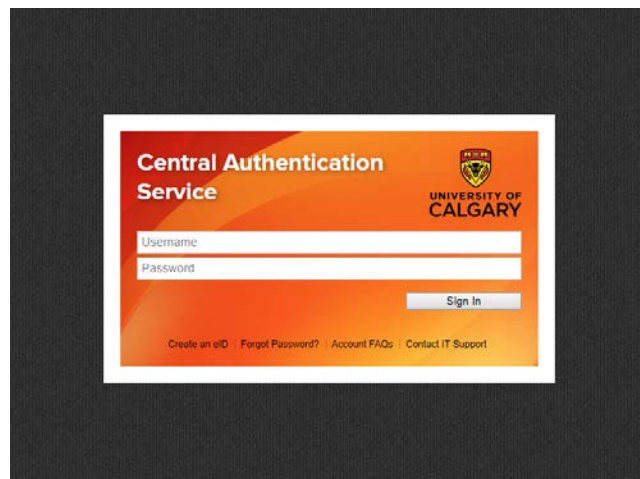 Central Authentication
Service
UNIVERSITY OF
CALGARY
Username
Password
Sign In
Create an eID | Forgot Password? | Account FAQs | Contact IT Support